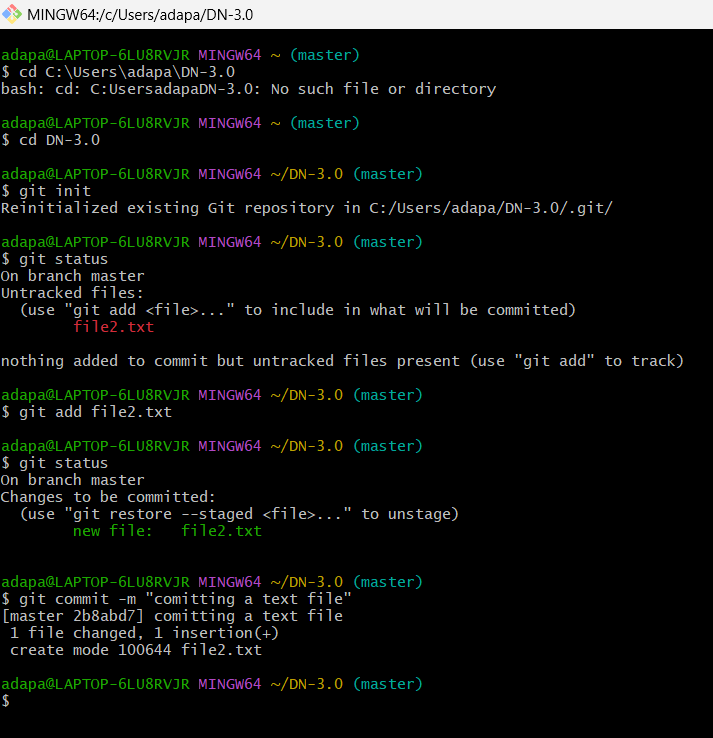 MINGW64:/c/Users/adapa/DN-3.0
adapa@LAPTOP-6LU8RVJR MINGW64 ~ (master)
$ cd C:\Users\adapa\DN-3.0
bash: cd: C:UsersadapaDN-3.0: No such file or directory
adapa@LAPTOP-6LU8RVJR MINGW64 ~ (master)
$ cd DN-3.0
adapa@LAPTOP-6LU8RVJR MINGW64 ~/DN-3.0 (master)
$ git init
Reinitialized existing Git repository in C:/Users/adapa/DN-3.0/.git/
adapa@LAPTOP-6LU8RVJR MINGW64 ~/DN-3.0 (master)
$ git status
On branch master
Untracked files:
  (use "git add <file>..." to include in what will be committed)
        file2.txt
nothing added to commit but untracked files present (use "git add" to track)
adapa@LAPTOP-6LU8RVJR MINGW64 ~/DN-3.0 (master)
$ git add file2.txt
adapa@LAPTOP-6LU8RVJR MINGW64 ~/DN-3.0 (master)
$ git status
On branch master
Changes to be committed:
  (use "git restore --staged <file>..." to unstage)
        new file:   file2.txt
adapa@LAPTOP-6LU8RVJR MINGW64 ~/DN-3.0 (master)
$ git commit -m "comitting a text file"
[master 2b8abd7] comitting a text file
 1 file changed, 1 insertion(+)
 create mode 100644 file2.txt
adapa@LAPTOP-6LU8RVJR MINGW64 ~/DN-3.0 (master)
$